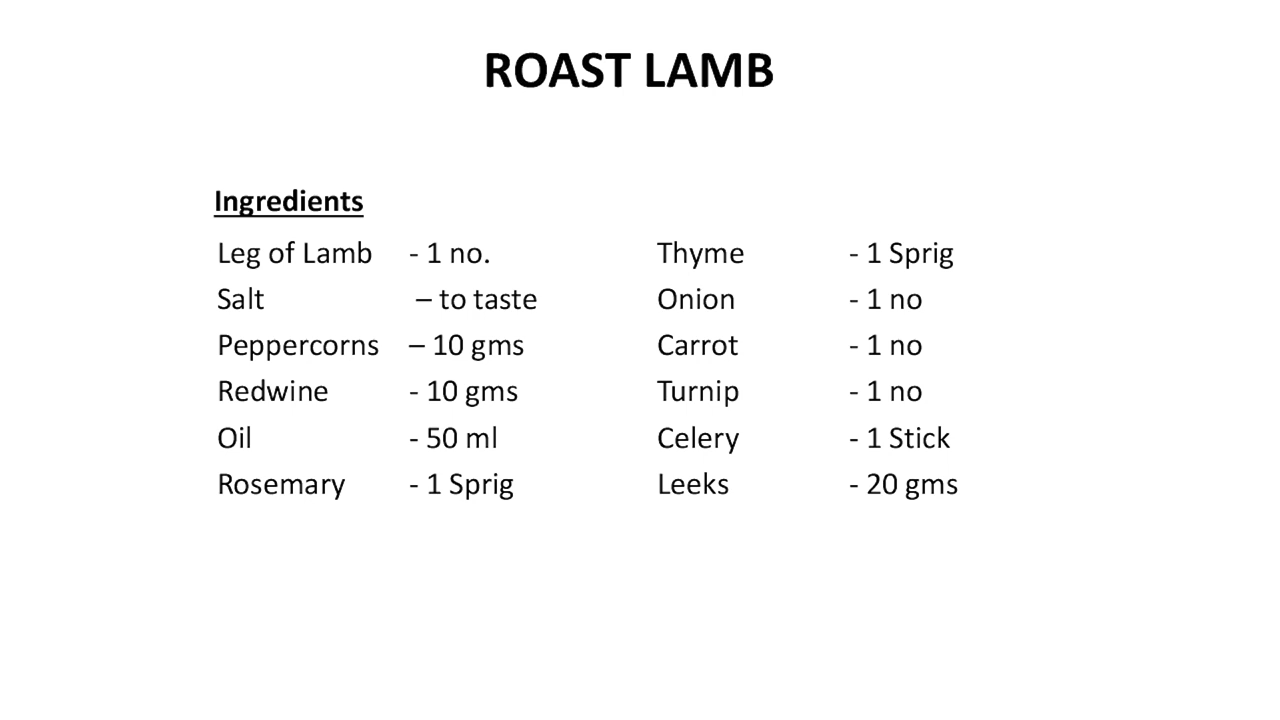 ROAST LAMB
Ingredients
Leg of Lamb - 1 no.
Salt – to taste
Peppercorns – 10 gms
Redwine - 10 gms
Oil - 50 ml
Rosemary - 1 Sprig
Thyme - 1 Sprig
Onion - 1 no
Carrot - 1 no
Turnip - 1 no
Celery - 1 Stick
Leeks - 20 gms